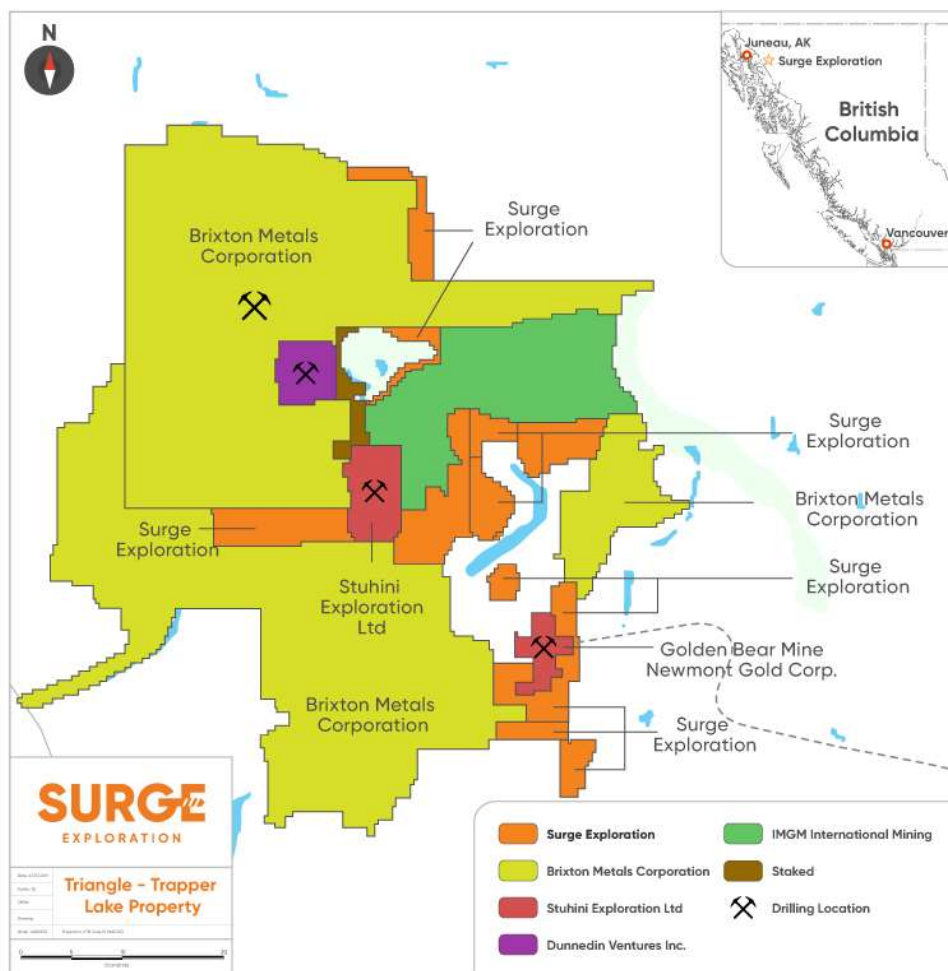 N
Juneau, AK
Surge Exploration
British
Columbia
Vancouver
Surge
Exploration
Brixton Metals
Corporation
Surge
Exploration
Brixton Metals
Corporation
Surge
Exploration
Surge
Exploration
Stuhini
Exploration
Ltd
Golden Bear Mine
Newmont Gold Corp.
Brixton Metals
Corporation
Surge
Exploration
SURGE
EXPLORATION
Triangle - Trapper
Lake Property
Surge Exploration
Brixton Metals Corporation
Stuhini Exploration Ltd
Dunnedin Ventures Inc.
IMGM International Mining
Staked
Drilling Location